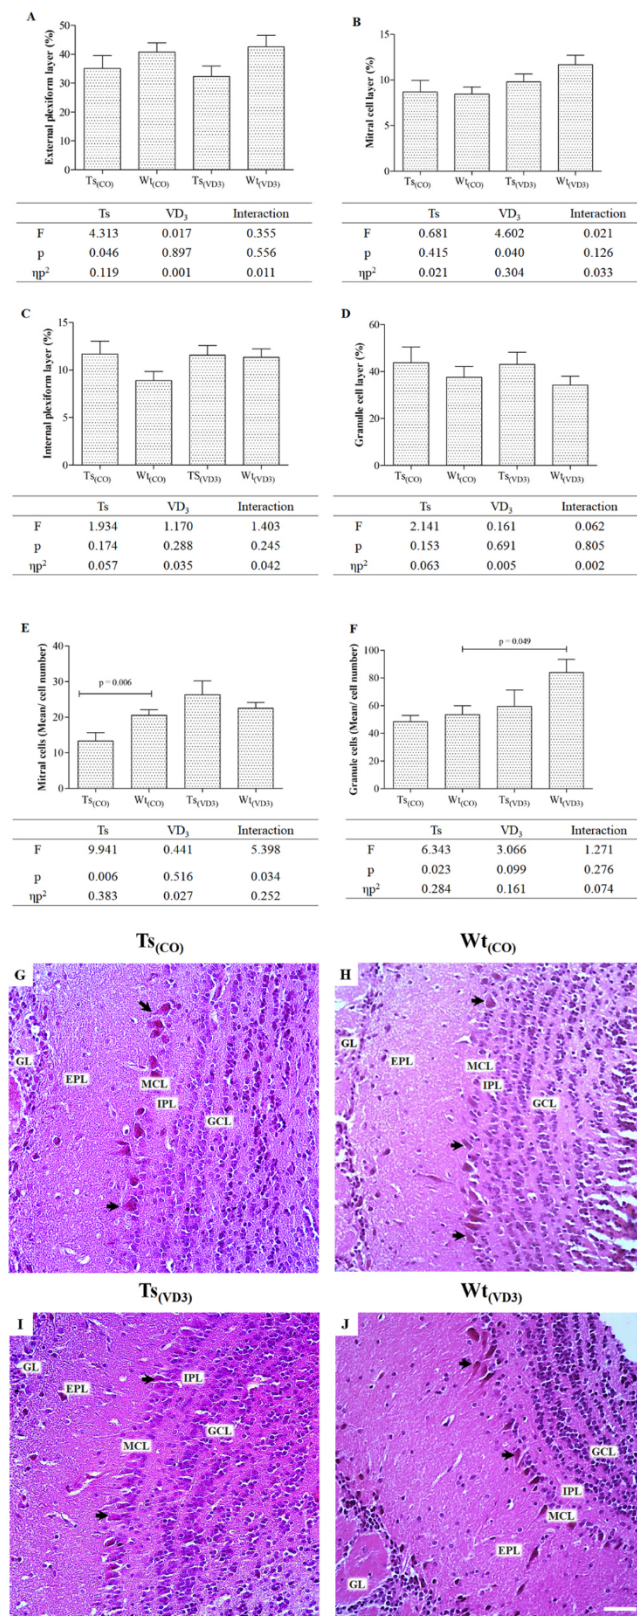 A
External plexiform layer (%)
50
40
30
20
10
0
Ts(CO) Wt(CO) Ts(VD3) Wt(VD3)
Ts VD3 Interaction
F 4.313 0.017 0.355
p 0.046 0.897 0.556
ηp² 0.119 0.001 0.011
B
Mitral cell layer (%)
15
10
5
0
Ts(CO) Wt(CO) Ts(VD3) Wt(VD3)
Ts VD3 Interaction
F 0.681 4.602 0.021
p 0.415 0.040 0.126
ηp² 0.021 0.304 0.033
C
Internal plexiform layer (%)
15
10
5
0
Ts(CO) Wt(CO) TS(VD3) Wt(VD3)
Ts VD3 Interaction
F 1.934 1.170 1.403
p 0.174 0.288 0.245
ηp² 0.057 0.035 0.042
D
Granulle cell layer (%)
60
40
20
0
Ts(CO) Wt(CO) Ts(VD3) Wt(VD3)
Ts VD3 Interaction
F 2.141 0.161 0.062
p 0.153 0.691 0.805
ηp² 0.063 0.005 0.002
E
Mitral cells (Mean/ cell number)
40
30
20
10
0
p = 0.006
Ts(CO) Wt(CO) Ts(VD3) Wt(VD3)
Ts VD3 Interaction
F 9.941 0.441 5.398
p 0.006 0.516 0.034
ηp² 0.383 0.027 0.252
F
Granule cells (Mean/ cell number)
100
80
60
40
20
0
p = 0.049
Ts(CO) Wt(CO) Ts(VD3) Wt(VD3)
Ts VD3 Interaction
F 6.343 3.066 1.271
p 0.023 0.099 0.276
ηp² 0.284 0.161 0.074
Ts(CO)
G
GL
EPL
MCL
IPL
GCL
Wt(CO)
H
GL
EPL
MCL
IPL
GCL
Ts(VD3)
I
GL
EPL
IPL
GCL
MCL
Wt(VD3)
J
GCL
IPL
MCL
EPL
GL